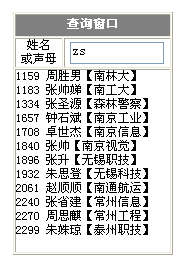 查询窗口
姓名
或声母
zs
1159 周胜男【南林大】
1183 张帅娣【南工大】
1334 张圣源【森林警察】
1657 钟石斌【南京工业】
1708 卓世杰【南京信息】
1840 张帅【南京视觉】
1896 张升【无锡职技】
1932 朱思登【无锡科技】
2061 赵顺顺【南通航运】
2240 张省建【常州信息】
2270 周思麒【常州工程】
2299 朱姝琼【泰州职技】